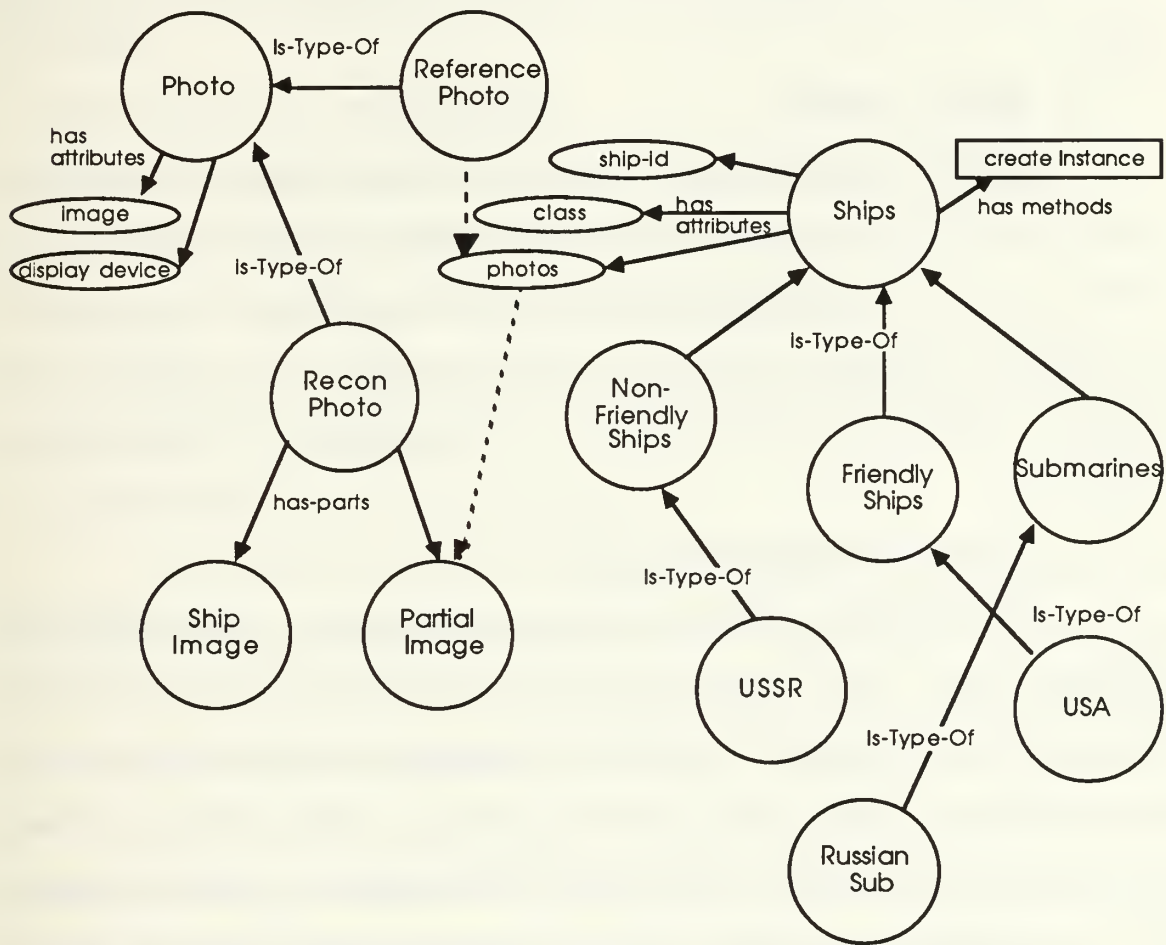 Is-Type-Of
Photo
Reference
Photo
has
attributes
image
display device
ship-id
class
photos
has
attributes
Ships
create Instance
has methods
is-Type-Of
Recon
Photo
has-parts
Ship
Image
Partial
Image
Non-
Friendly
Ships
is-Type-Of
Friendly
Ships
Submarines
Is-Type-Of
USSR
Is-Type-Of
USA
Is-Type-Of
Russian
Sub